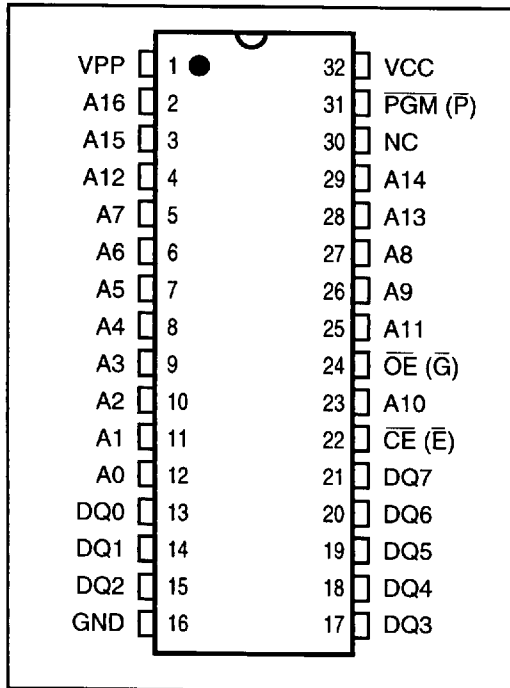 VPP 1 32 VCC
A16 2 31 P̅G̅M̅ (P̅)
A15 3 30 NC
A12 4 29 A14
A7 5 28 A13
A6 6 27 A8
A5 7 26 A9
A4 8 25 A11
A3 9 24 O̅E̅ (G̅)
A2 10 23 A10
A1 11 22 C̅E̅ (E̅)
A0 12 21 DQ7
DQ0 13 20 DQ6
DQ1 14 19 DQ5
DQ2 15 18 DQ4
GND 16 17 DQ3